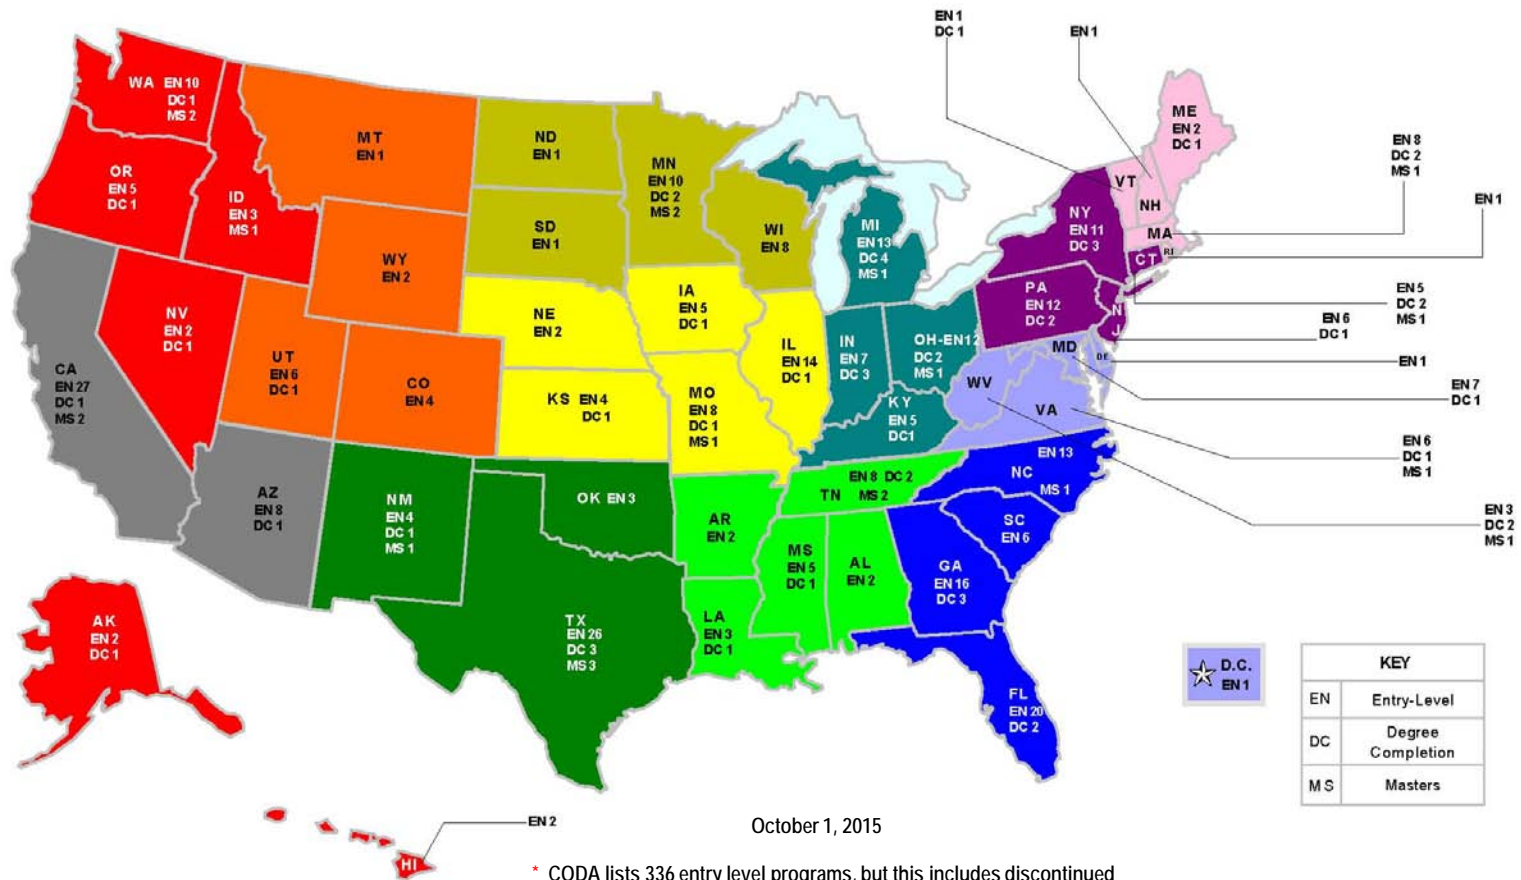 WA EN 10
DC 1
MS 2
OR
EN 5
DC 1
ID
EN 3
MS 1
MT
EN 1
WY
EN 2
NV
EN 2
DC 1
UT
EN 6
DC 1
CO
EN 4
CA
EN 27
DC 1
MS 2
AZ
EN 8
DC 1
NM
EN 4
DC 1
MS 1
ND
EN 1
SD
EN 1
MN
EN 10
DC 2
MS 2
WI
EN 8
NE
EN 2
IA
EN 5
DC 1
KS EN 4
DC 1
MO
EN 8
DC 1
MS 1
IL
EN 14
DC 1
OK EN 3
TX
EN 26
DC 3
MS 3
AR
EN 2
LA
EN 3
DC 1
MS
EN 5
DC 1
AL
EN 2
EN 8 DC 2
TN MS 2
MI
EN 13
DC 4
MS 1
IN
EN 7
DC 3
OH-EN12
DC 2
MS 1
KY
EN 5
DC1
EN 13
NC
MS 1
SC
EN 6
GA
EN 16
DC 3
FL
EN 20
DC 2
NY
EN 11
DC 3
PA
EN 12
DC 2
N
J
CT
RI
MA
VT
NH
ME
EN 2
DC 1
MD
DE
WV
VA
EN 1
DC 1
EN 1
EN 8
DC 2
MS 1
EN 1
EN 5
DC 2
MS 1
EN 6
DC 1
EN 1
EN 7
DC 1
EN 6
DC 1
MS 1
EN 3
DC 2
MS 1
AK
EN 2
DC 1
HI
EN 2
D.C.
EN 1
KEY
EN Entry-Level
DC Degree
Completion
MS Masters
October 1, 2015
* CODA lists 336 entry level programs, but this includes discontinued